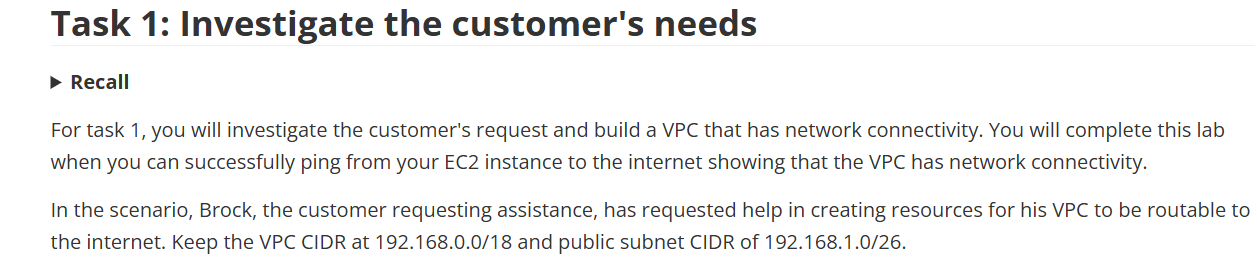 Task 1: Investigate the customer's needs
Recall
For task 1, you will investigate the customer's request and build a VPC that has network connectivity. You will complete this lab
when you can successfully ping from your EC2 instance to the internet showing that the VPC has network connectivity.
In the scenario, Brock, the customer requesting assistance, has requested help in creating resources for his VPC to be routable to
the internet. Keep the VPC CIDR at 192.168.0.0/18 and public subnet CIDR of 192.168.1.0/26.